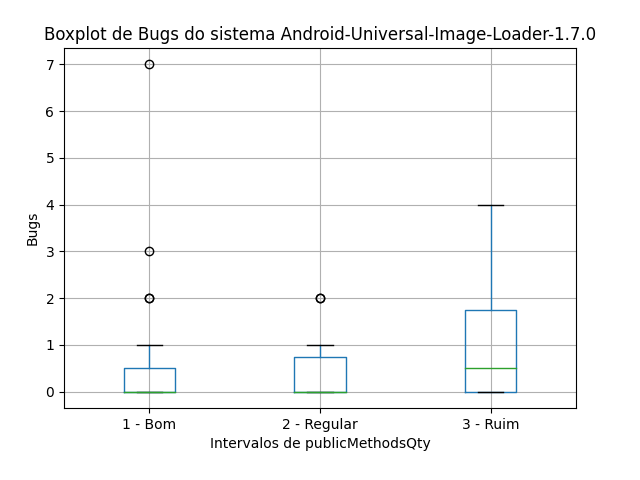 Boxplot de Bugs do sistema Android-Universal-Image-Loader-1.7.0
7
6
5
4
3
2
1
0
Bugs
1 - Bom
2 - Regular
3 - Ruim
Intervalos de publicMethodsQty